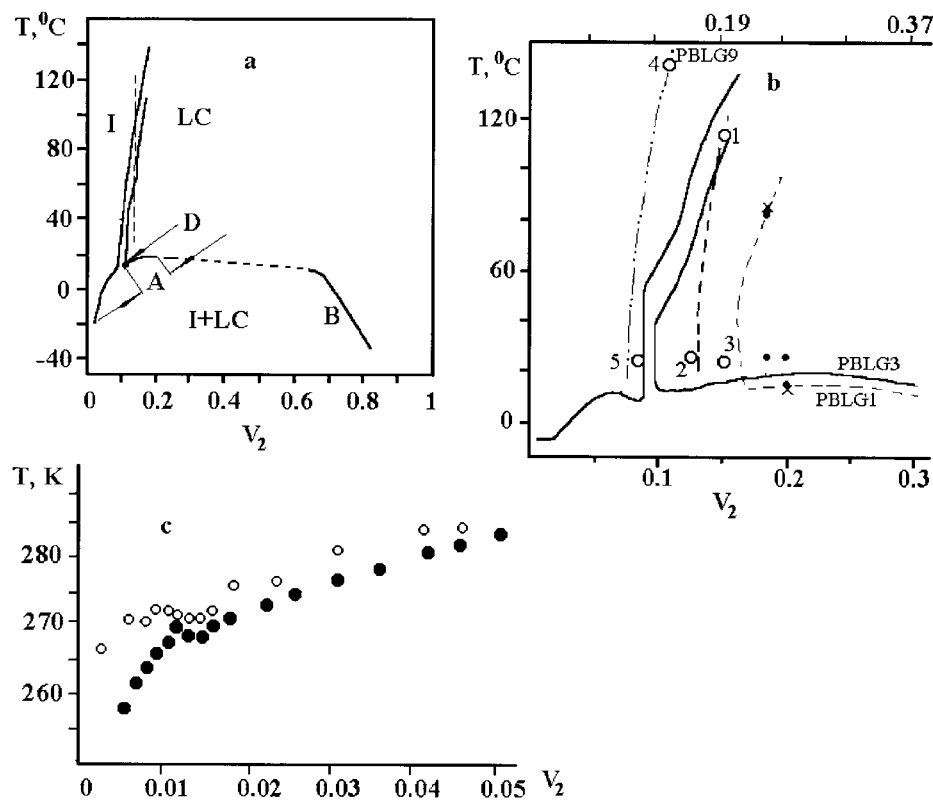 T, ⁰C
a
120
80
40
0
-40
I
LC
D
A
I+LC
B
0
0.2
0.4
0.6
0.8
1
V₂
0.19
0.37
T, ⁰C
b
120
60
0
4
PBLG9
1
5
2
3
PBLG3
PBLG1
0.1
0.2
0.3
V₂
T, K
c
280
270
260
0
0.01
0.02
0.03
0.04
0.05
V₂